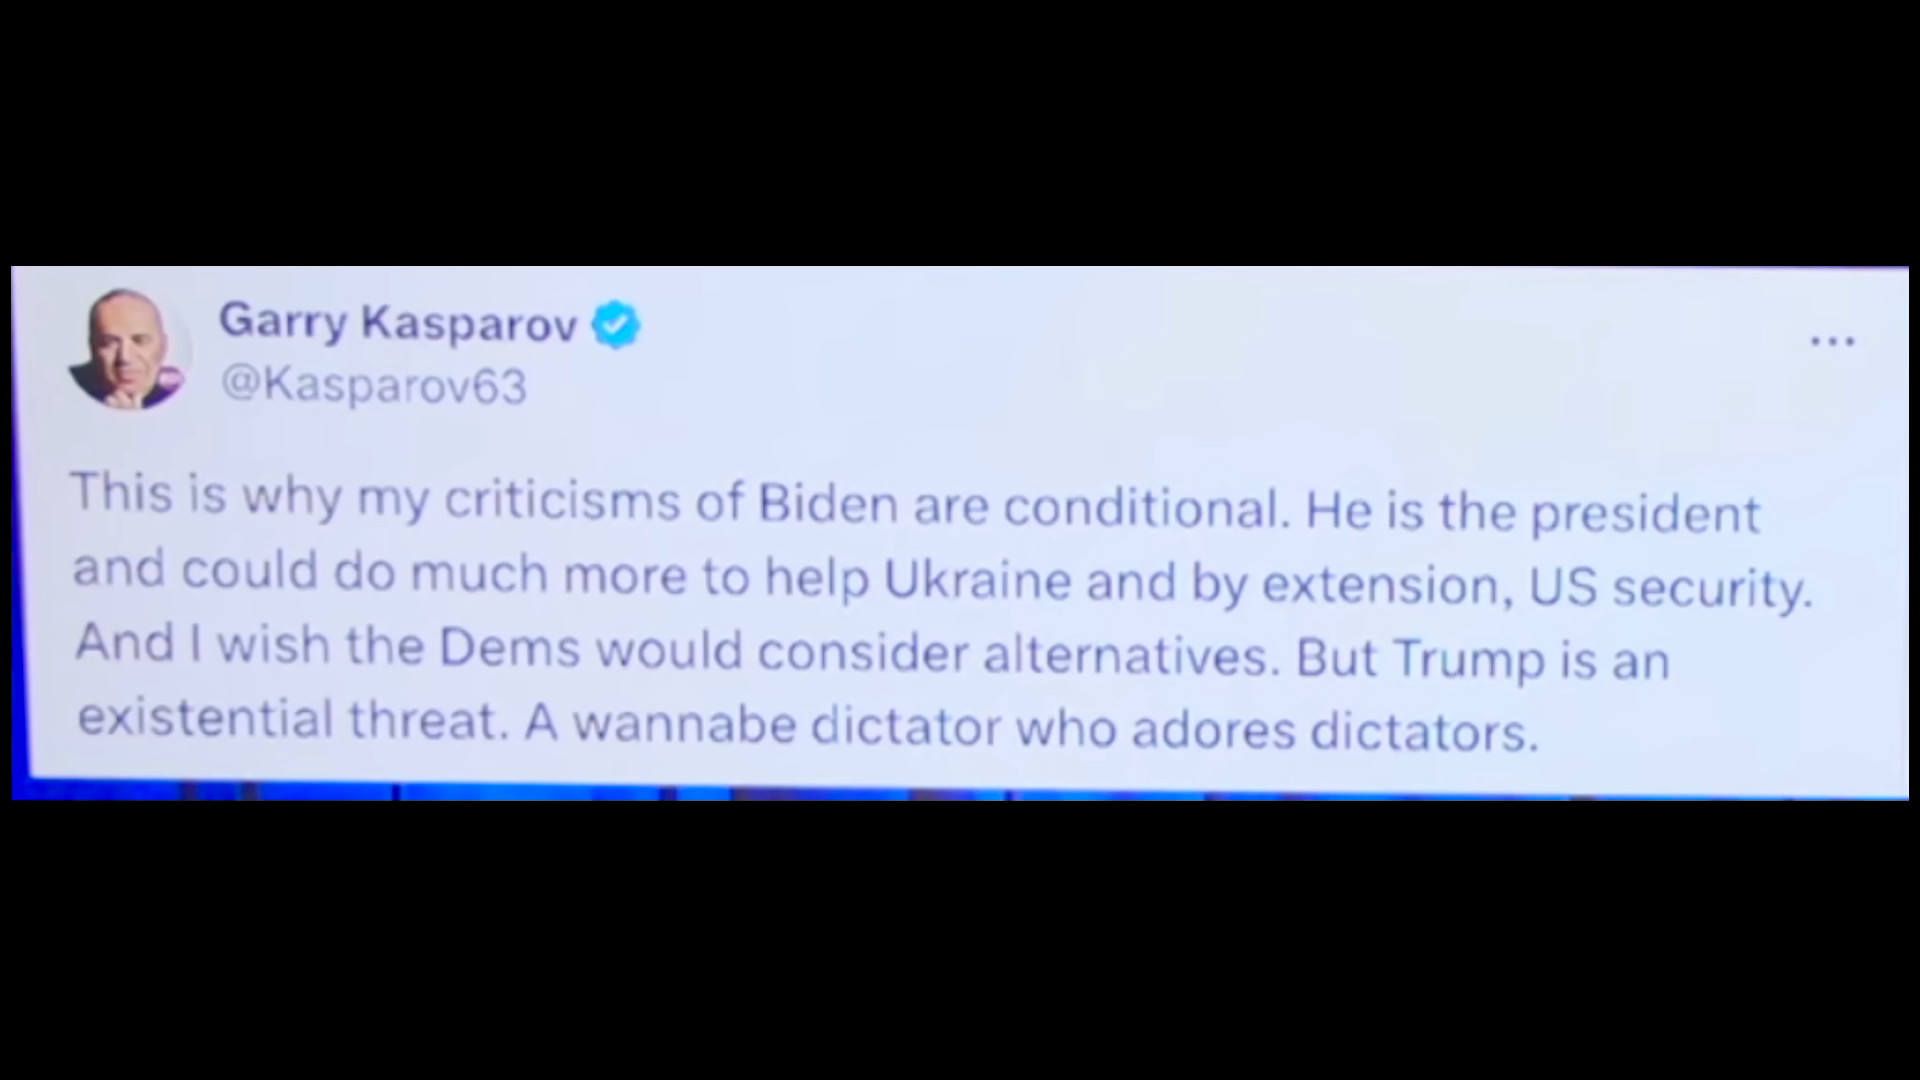 Garry Kasparov
@Kasparov63
This is why my criticisms of Biden are conditional. He is the president
and could do much more to help Ukraine and by extension, US security.
And I wish the Dems would consider alternatives. But Trump is an
existential threat. A wannabe dictator who adores dictators.